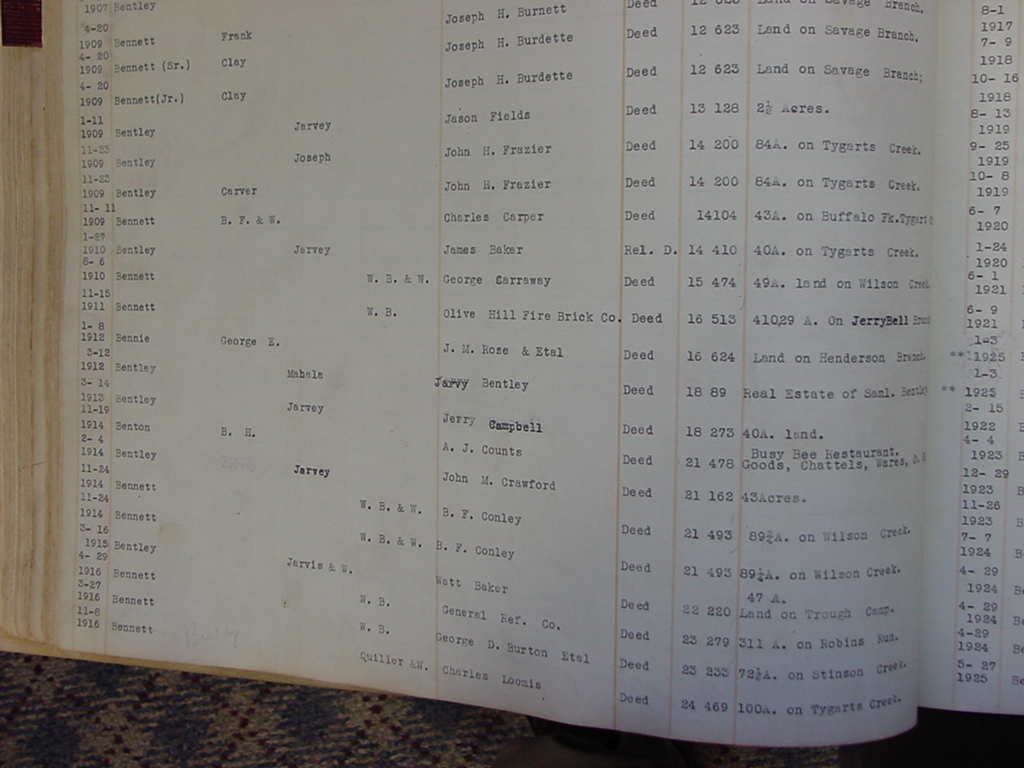 1907 Bentley
4-20
1909 Bennett Frank Joseph H. Burnett Deed Land on Savage Branch.
4-20
1909 Bennett (Sr.) Clay Joseph H. Burdette Deed 12 623 Land on Savage Branch.
4-20
1909 Bennett(Jr.) Clay Joseph H. Burdette Deed 12 623 Land on Savage Branch;
1-11
1909 Bentley Jarvey Jason Fields Deed 13 128 2½ Acres.
11-23
1909 Bentley Joseph John H. Frazier Deed 14 200 84A. on Tygarts Creek.
11-23
1909 Bentley Carver John H. Frazier Deed 14 200 84A. on Tygarts Creek.
11-11
1909 Bennett B. F. & W. Charles Carper Deed 14104 43A. on Buffalo Fk.Tygart
1-27
1910 Bentley Jarvey James Baker Rel. D. 14 410 40A. on Tygarts Creek.
8-6
1910 Bennett W. B. & W. George Carraway Deed 15 474 49A. land on Wilson Creek
11-15
1911 Bennett W. B. Olive Hill Fire Brick Co. Deed 16 513 41029 A. On JerryBell
1-8
1912 Bennie George E. J. M. Rose & Etal Deed 16 624 Land on Henderson Branch.
3-12
1912 Bentley Mahala Jarvy Bentley Deed 18 89 Real Estate of Saml. Bentley
3-14
1913 Bentley Jarvey Jerry Campbell Deed 18 273 40A. land.
11-19
1914 Benton B. H. A. J. Counts Deed 21 478 Busy Bee Restaurant.
Goods, Chattels, Wares,
2-4
1914 Bentley Jarvey John M. Crawford Deed 21 162 43Acres.
11-24
1914 Bennett W. B. & W. B. F. Conley Deed 21 493 89¾A. on Wilson Creek.
11-24
1914 Bennett W. B. & W. B. F. Conley Deed 21 493 89¾A. on Wilson Creek.
3-16
1915 Bentley Jarvis & W. Watt Baker Deed 22 220 47 A.
Land on Trough Camp.
4-29
1916 Bennett W. B. General Ref. Co. Deed 23 279 311 A. on Robins Run.
3-27
1916 Bennett W. B. George D. Burton Etal Deed 23 233 72½A. on Stinson Creek.
11-8
1916 Bennett Quiller &W. Charles Loomis Deed 24 469 100A. on Tygarts Creek.
8-1
1917
7-9
1918
10-16
1918
8-13
1919
9-25
1919
10-8
1919
6-7
1920
1-24
1920
6-1
1921
6-9
1921
1-3
** 1925
1-3
** 1925
2-15
1922
4-4
1923
12-29
1923
11-26
1923
7-7
1924
4-29
1924
4-29
1924
4-29
1924
5-27
1925